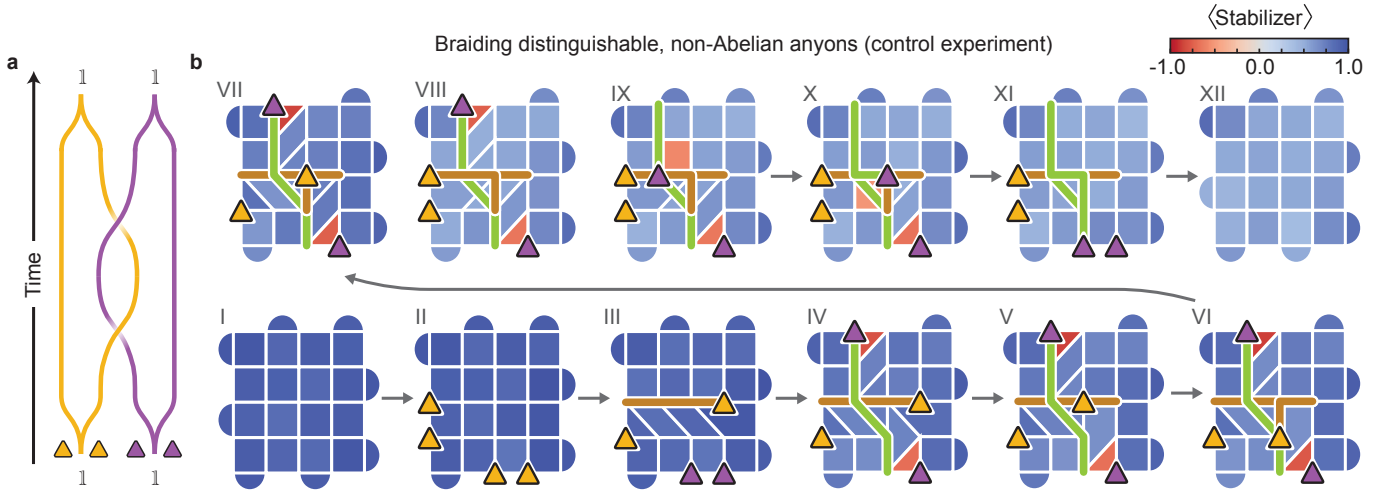 ⟨Stabilizer⟩
Braiding distinguishable, non-Abelian anyons (control experiment)
-1.0 0.0 1.0
a
b
𝟙 𝟙
Time
𝟙 𝟙
VII
VIII
IX
X
XI
XII
I
II
III
IV
V
VI